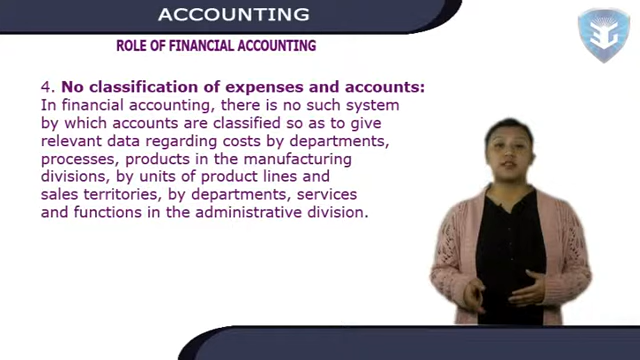 ACCOUNTING
ROLE OF FINANCIAL ACCOUNTING
4. No classification of expenses and accounts:
In financial accounting, there is no such system
by which accounts are classified so as to give
relevant data regarding costs by departments,
processes, products in the manufacturing
divisions, by units of product lines and
sales territories, by departments, services
and functions in the administrative division.